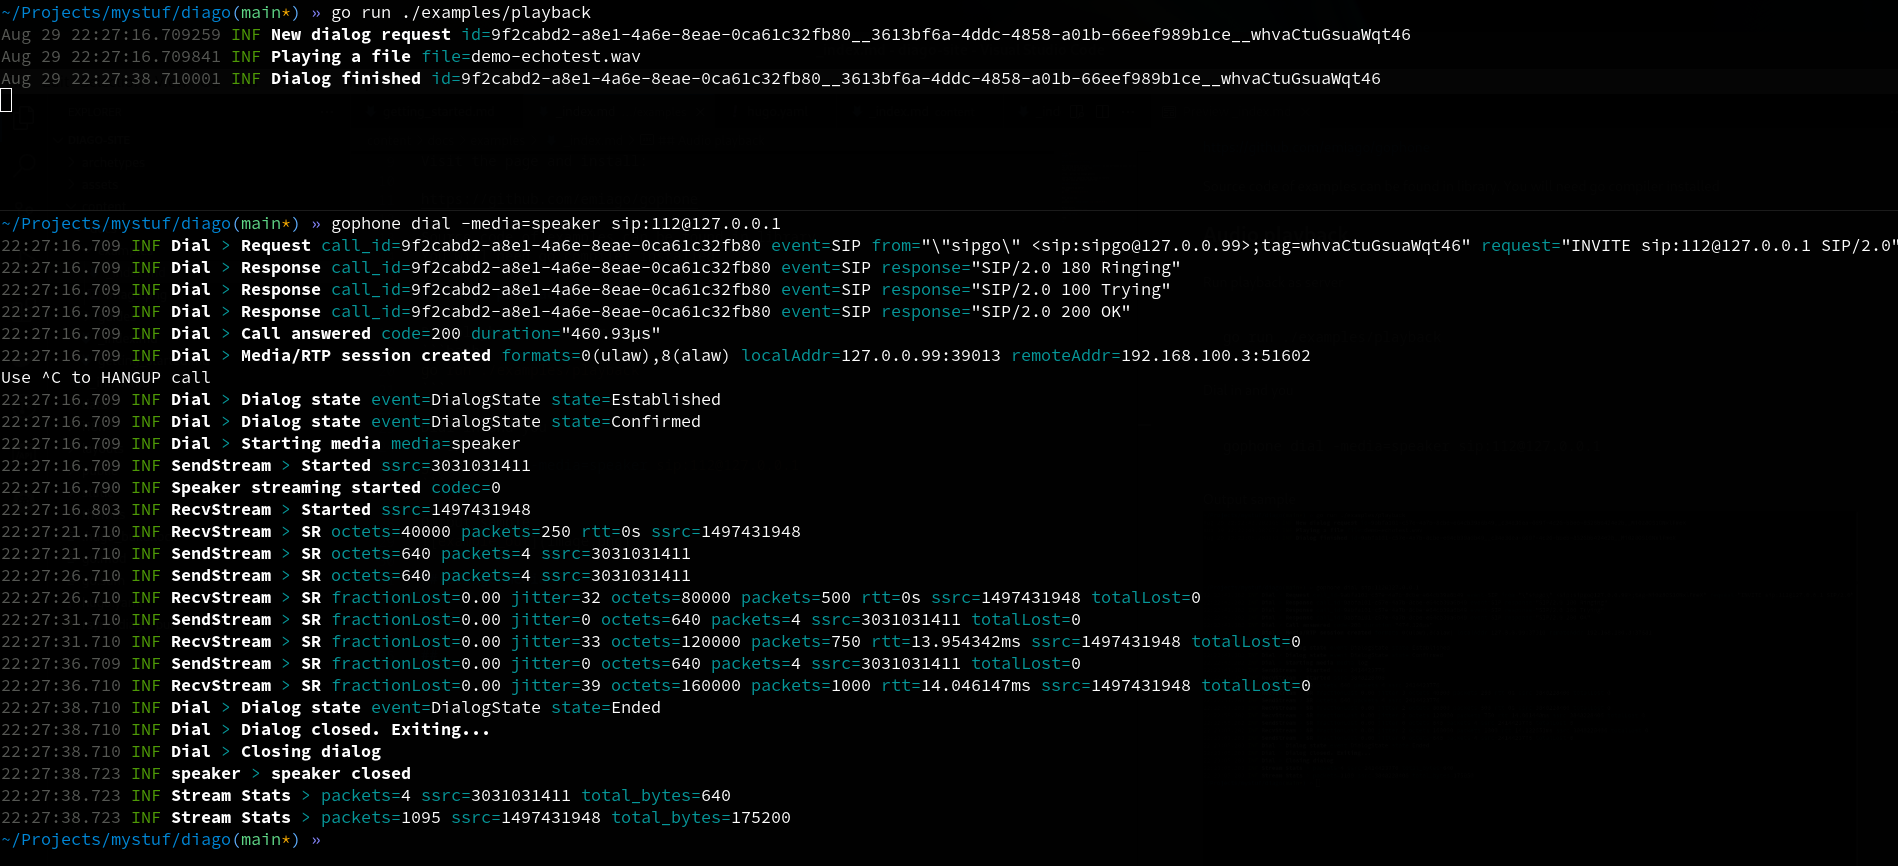 ~/Projects/mystuf/diago(main*) » go run ./examples/playback
Aug 29 22:27:16.709259 INF New dialog request id=9f2cabd2-a8e1-4a6e-8eae-0ca61c32fb80__3613bf6a-4ddc-4858-a01b-66eef989b1ce__whvaCtuGsuaWqt46
Aug 29 22:27:16.709841 INF Playing a file file=demo-echotest.wav
Aug 29 22:27:38.710001 INF Dialog finished id=9f2cabd2-a8e1-4a6e-8eae-0ca61c32fb80__3613bf6a-4ddc-4858-a01b-66eef989b1ce__whvaCtuGsuaWqt46
~/Projects/mystuf/diago(main*) » gophone dial -media=speaker sip:112@127.0.0.1
22:27:16.709 INF Dial > Request call_id=9f2cabd2-a8e1-4a6e-8eae-0ca61c32fb80 event=SIP from="\"sipgo\" <sip:sipgo@127.0.0.99>;tag=whvaCtuGsuaWqt46" request="INVITE sip:112@127.0.0.1 SIP/2.0"
22:27:16.709 INF Dial > Response call_id=9f2cabd2-a8e1-4a6e-8eae-0ca61c32fb80 event=SIP response="SIP/2.0 180 Ringing"
22:27:16.709 INF Dial > Response call_id=9f2cabd2-a8e1-4a6e-8eae-0ca61c32fb80 event=SIP response="SIP/2.0 100 Trying"
22:27:16.709 INF Dial > Response call_id=9f2cabd2-a8e1-4a6e-8eae-0ca61c32fb80 event=SIP response="SIP/2.0 200 OK"
22:27:16.709 INF Dial > Call answered code=200 duration="460.93µs"
22:27:16.709 INF Dial > Media/RTP session created formats=0(ulaw),8(alaw) localAddr=127.0.0.99:39013 remoteAddr=192.168.100.3:51602
Use ^C to HANGUP call
22:27:16.709 INF Dial > Dialog state event=DialogState state=Established
22:27:16.709 INF Dial > Dialog state event=DialogState state=Confirmed
22:27:16.709 INF Dial > Starting media media=speaker
22:27:16.709 INF SendStream > Started ssrc=3031031411
22:27:16.790 INF Speaker streaming started codec=0
22:27:16.803 INF RecvStream > Started ssrc=1497431948
22:27:21.710 INF RecvStream > SR octets=40000 packets=250 rtt=0s ssrc=1497431948
22:27:21.710 INF SendStream > SR octets=640 packets=4 ssrc=3031031411
22:27:26.710 INF SendStream > SR octets=640 packets=4 ssrc=3031031411
22:27:26.710 INF RecvStream > SR fractionLost=0.00 jitter=32 octets=80000 packets=500 rtt=0s ssrc=1497431948 totalLost=0
22:27:31.710 INF SendStream > SR fractionLost=0.00 jitter=0 octets=640 packets=4 ssrc=3031031411 totalLost=0
22:27:31.710 INF RecvStream > SR fractionLost=0.00 jitter=33 octets=120000 packets=750 rtt=13.954342ms ssrc=1497431948 totalLost=0
22:27:36.709 INF SendStream > SR fractionLost=0.00 jitter=0 octets=640 packets=4 ssrc=3031031411 totalLost=0
22:27:36.710 INF RecvStream > SR fractionLost=0.00 jitter=39 octets=160000 packets=1000 rtt=14.046147ms ssrc=1497431948 totalLost=0
22:27:38.710 INF Dial > Dialog state event=DialogState state=Ended
22:27:38.710 INF Dial > Dialog closed. Exiting...
22:27:38.710 INF Dial > Closing dialog
22:27:38.723 INF speaker > speaker closed
22:27:38.723 INF Stream Stats > packets=4 ssrc=3031031411 total_bytes=640
22:27:38.723 INF Stream Stats > packets=1095 ssrc=1497431948 total_bytes=175200
~/Projects/mystuf/diago(main*) »